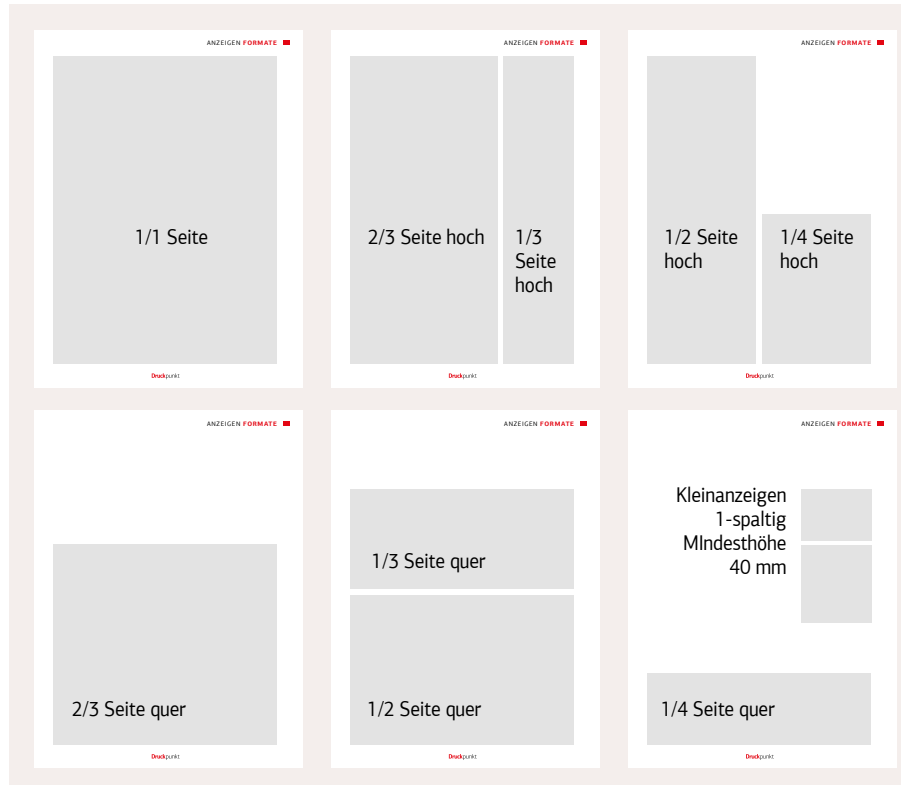 ANZEIGEN FORMATE
1/1 Seite
Druckpunkt
ANZEIGEN FORMATE
2/3 Seite hoch
1/3
Seite
hoch
Druckpunkt
ANZEIGEN FORMATE
1/2 Seite
hoch
1/4 Seite
hoch
Druckpunkt
ANZEIGEN FORMATE
2/3 Seite quer
Druckpunkt
ANZEIGEN FORMATE
1/3 Seite quer
1/2 Seite quer
Druckpunkt
ANZEIGEN FORMATE
Kleinanzeigen
1-spaltig
MIndesthöhe
40 mm
1/4 Seite quer
Druckpunkt